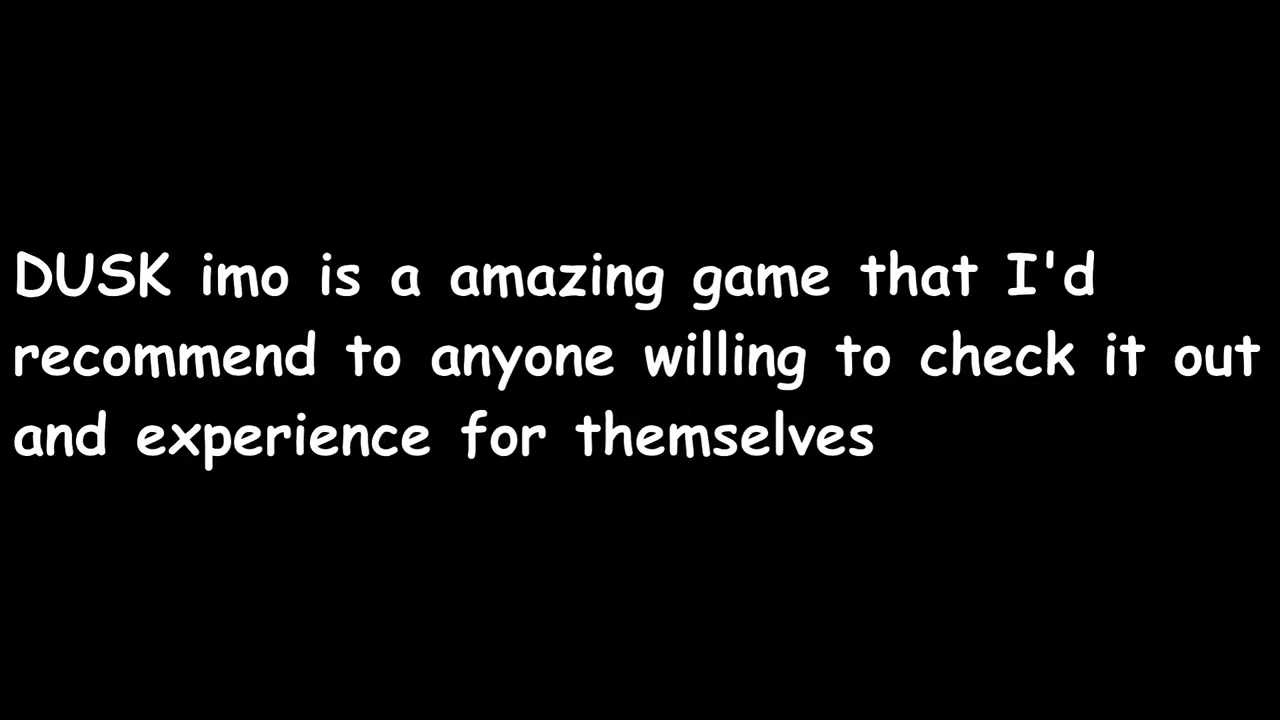 DUSK imo is a amazing game that I'd
recommend to anyone willing to check it out
and experience for themselves